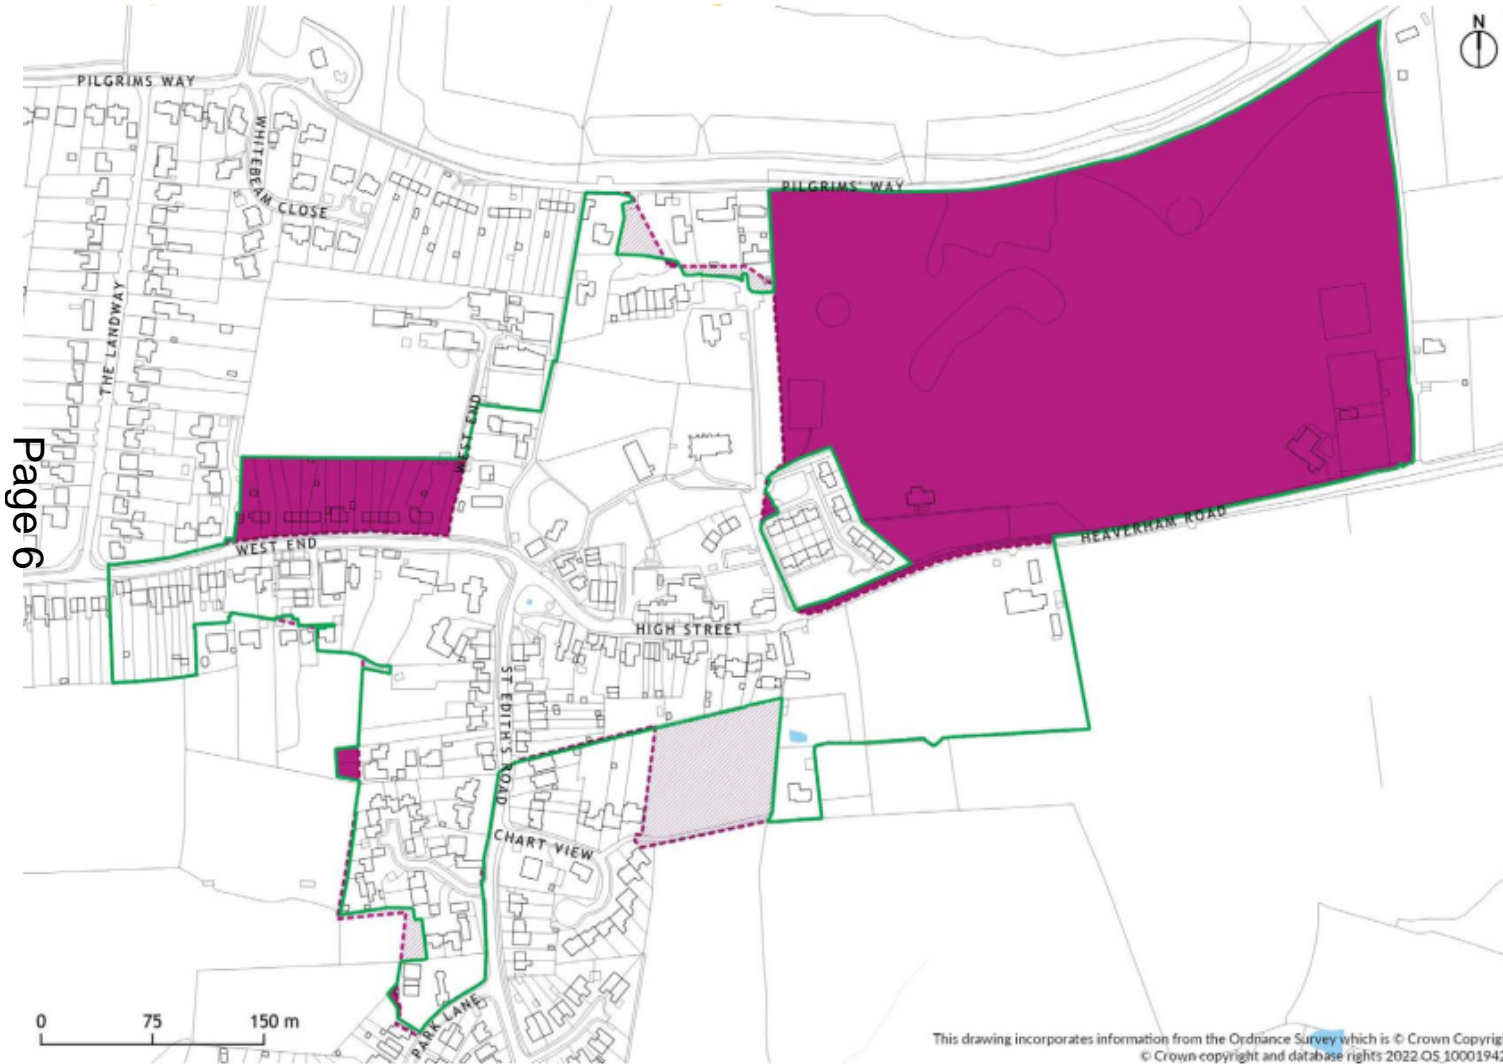 N
PILGRIMS WAY
WHITEBEAM CLOSE
PILGRIMS' WAY
THE LANDWAY
WEST END
Page 6
WEST END
HEAVERHAM ROAD
HIGH STREET
ST EDITH'S ROAD
CHART VIEW
PARK LANE
0 75 150 m
This drawing incorporates information from the Ordnance Survey which is © Crown Copyrig
© Crown copyright and database rights 2022 OS 10001942